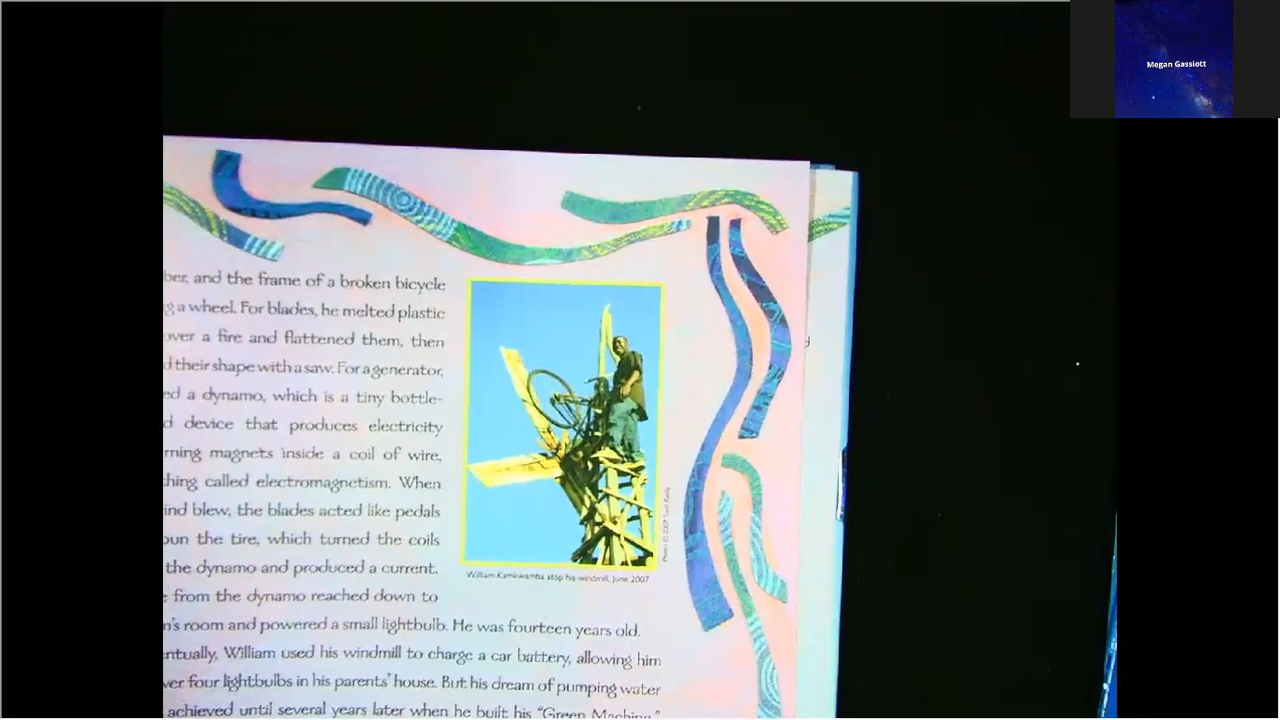 Megan Gassiott
ber, and the frame of a broken bicycle
g a wheel. For blades, he melted plastic
over a fire and flattened them, then
d their shape with a saw. For a generator,
ed a dynamo, which is a tiny bottle-
d device that produces electricity
rning magnets inside a coil of wire,
thing called electromagnetism. When
ind blew, the blades acted like pedals
pun the tire, which turned the coils
the dynamo and produced a current.
e from the dynamo reached down to
m's room and powered a small lightbulb. He was fourteen years old.
entually, William used his windmill to charge a car battery, allowing him
ver four lightbulbs in his parents' house. But his dream of pumping water
achieved until several years later when he built his "Green Machine,"
William Kamkwamba atop his windmill, June 2007